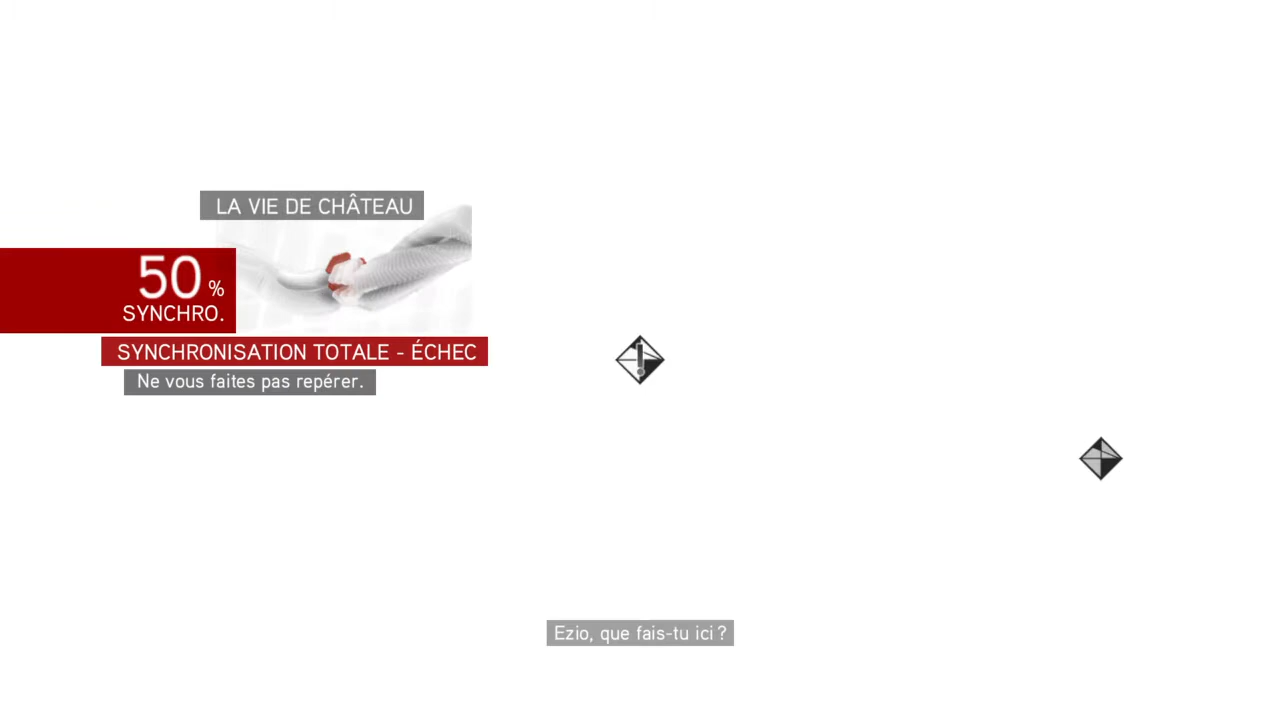 LA VIE DE CHÂTEAU
50 %
SYNCHRO.
SYNCHRONISATION TOTALE - ÉCHEC
Ne vous faites pas repérer.
Ezio, que fais-tu ici ?